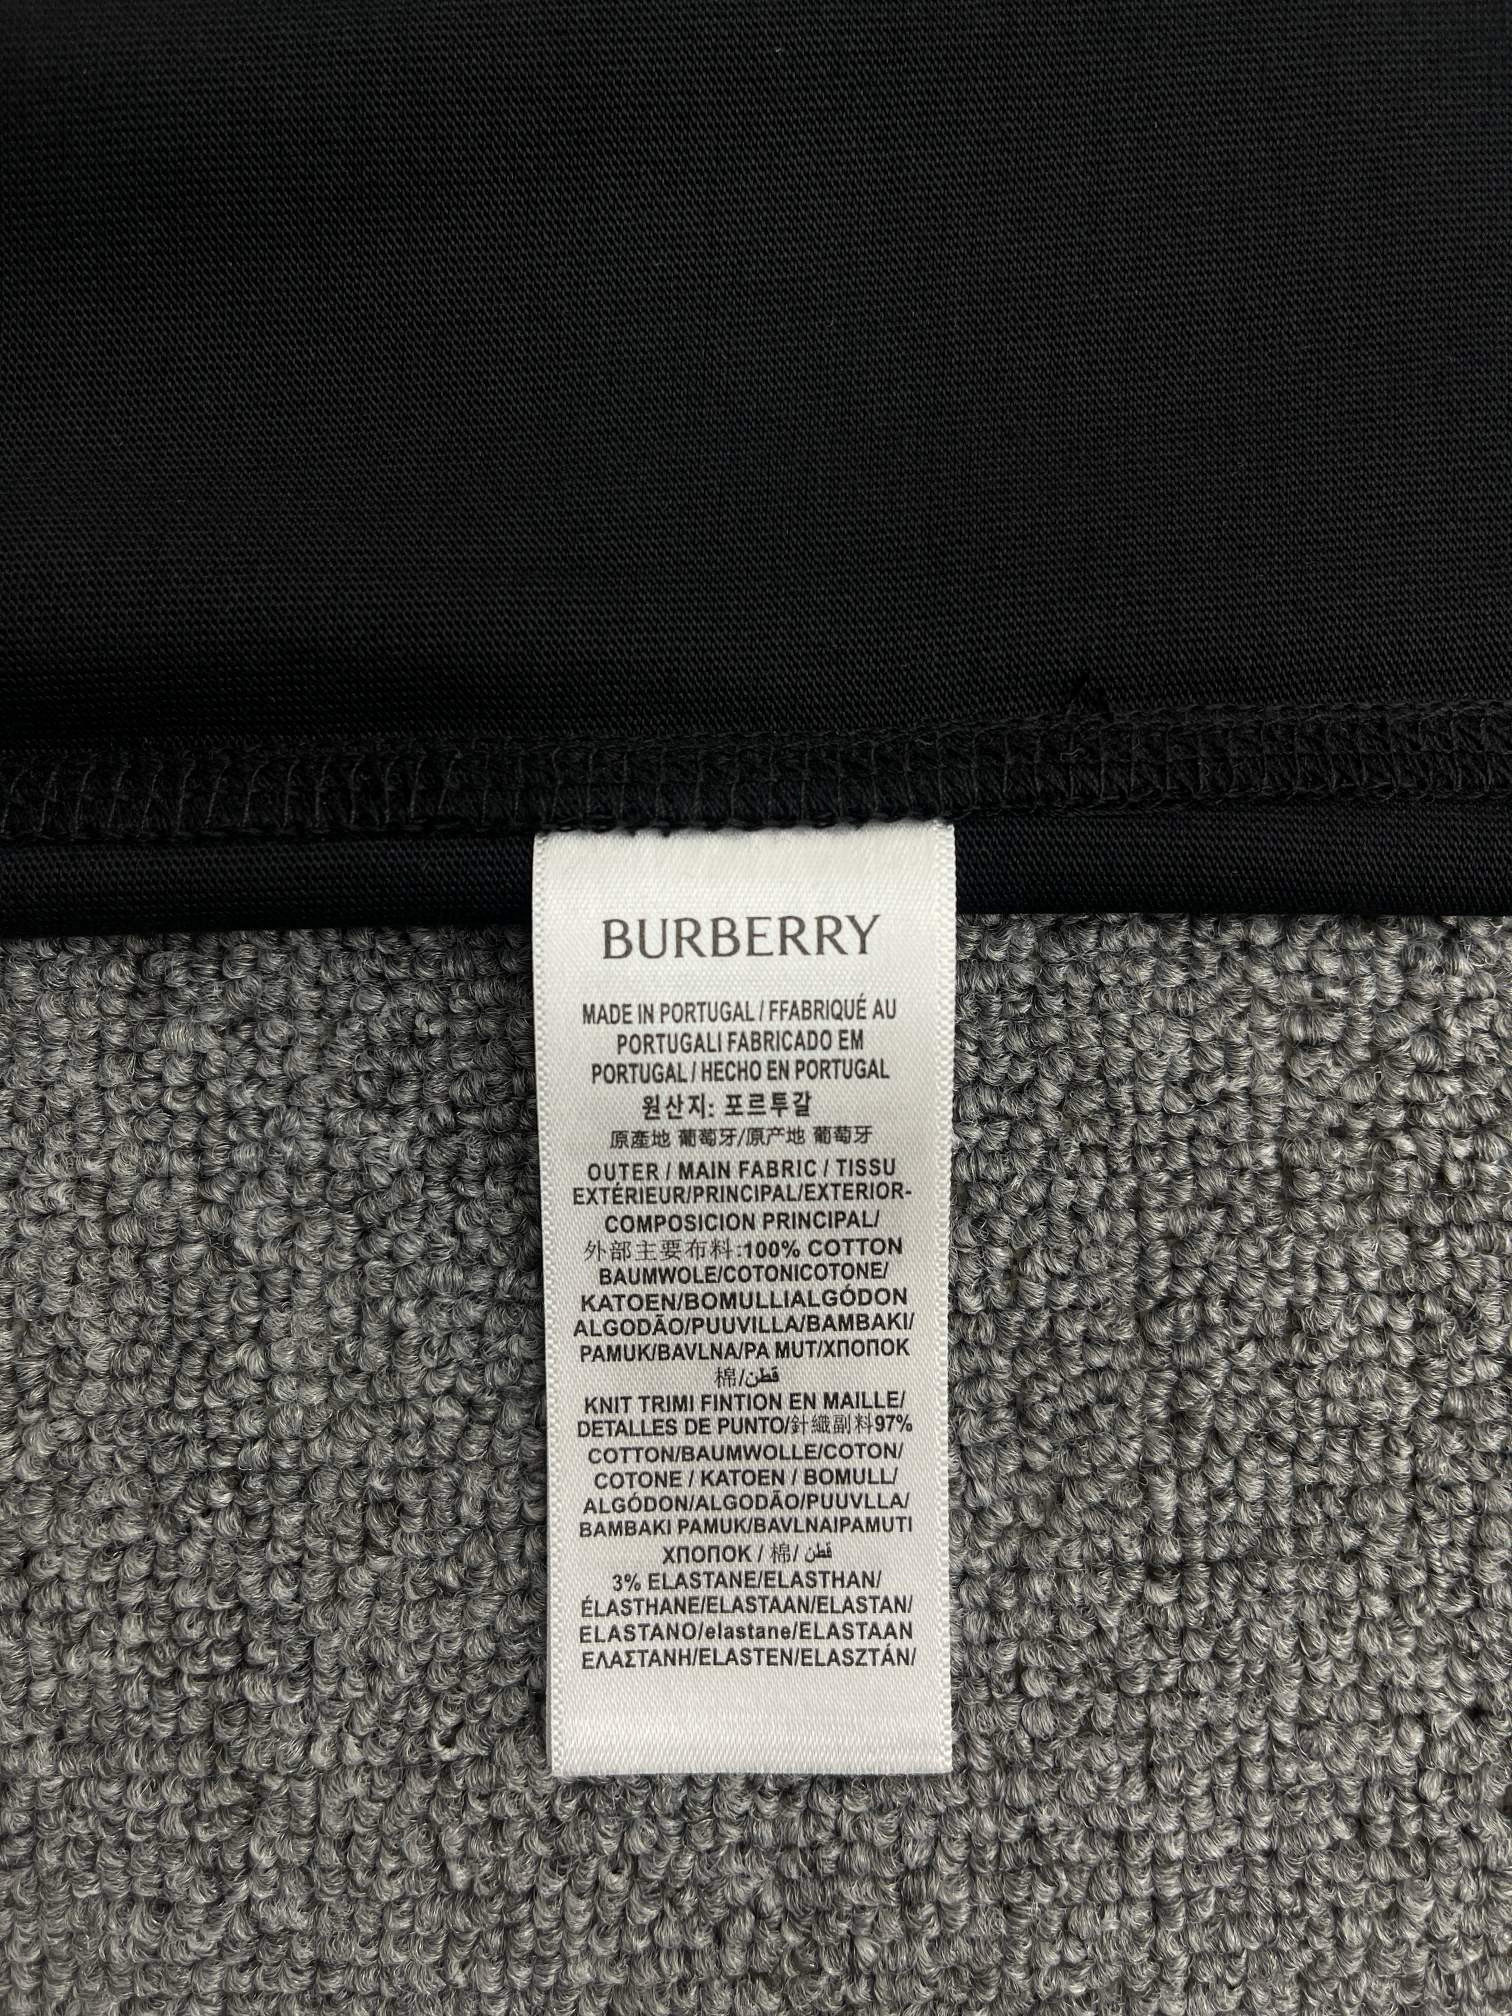 BURBERRY
MADE IN PORTUGAL / FFABRIQUÉ AU
PORTUGALI FABRICADO EM
PORTUGAL / HECHO EN PORTUGAL
원산지: 포르투갈
原產地 葡萄牙/原产地 葡萄牙
OUTER / MAIN FABRIC / TISSU
EXTÉRIEUR/PRINCIPAL/EXTERIOR-
COMPOSICION PRINCIPAL/
外部主要布料:100% COTTON
BAUMWOLE/COTONICOTONE/
KATOEN/BOMULLIALGÓDON
ALGODÃO/PUUVILLA/BAMBAKI/
PAMUK/BAVLNA/PA MUT/ХПОПОК
棉/قطن
KNIT TRIMI FINTION EN MAILLE/
DETALLES DE PUNTO/針織副料97%
COTTON/BAUMWOLLE/COTON/
COTONE / KATOEN / BOMULL/
ALGÓDON/ALGODÃO/PUUVLLA/
BAMBAKI PAMUK/BAVLNAIPAMUTI
ХПОПОК / 棉/ قطن
3% ELASTANE/ELASTHAN/
ÉLASTHANE/ELASTAAN/ELASTAN/
ELASTANO/elastane/ELASTAAN
ΕΛΑΣΤΑΝΗ/ELASTEN/ELASZTÁN/